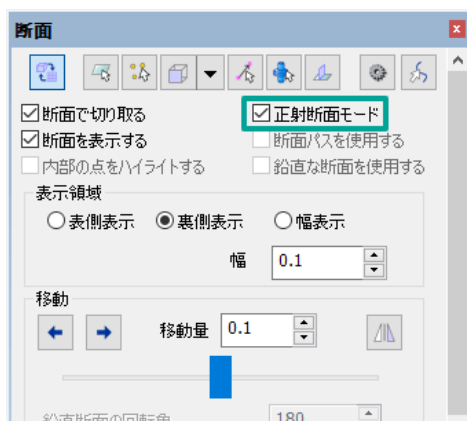 断面
断面で切り取る
正射断面モード
断面を表示する
断面パスを使用する
内部の点をハイライトする
鉛直な断面を使用する
表示領域
表側表示 裏側表示 幅表示
幅 0.1
移動
移動量 0.1
鉛直断面の回転角 180